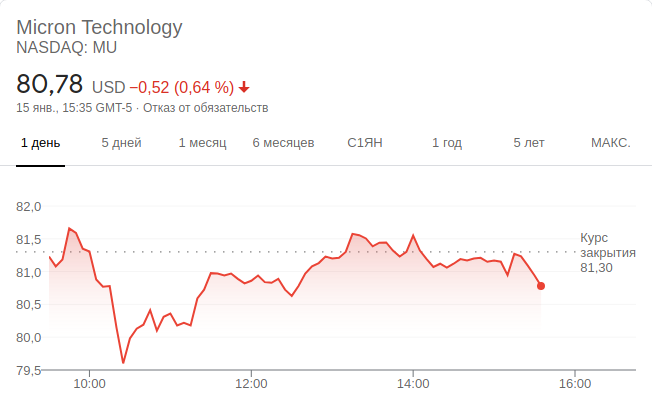 Micron Technology
NASDAQ: MU
80,78 USD −0,52 (0,64 %)
15 янв., 15:35 GMT-5 · Отказ от обязательств
1 день 5 дней 1 месяц 6 месяцев С1ЯН 1 год 5 лет МАКС.
82,0
81,5
81,0
80,5
80,0
79,5
Курс
закрытия
81,30
10:00 12:00 14:00 16:00